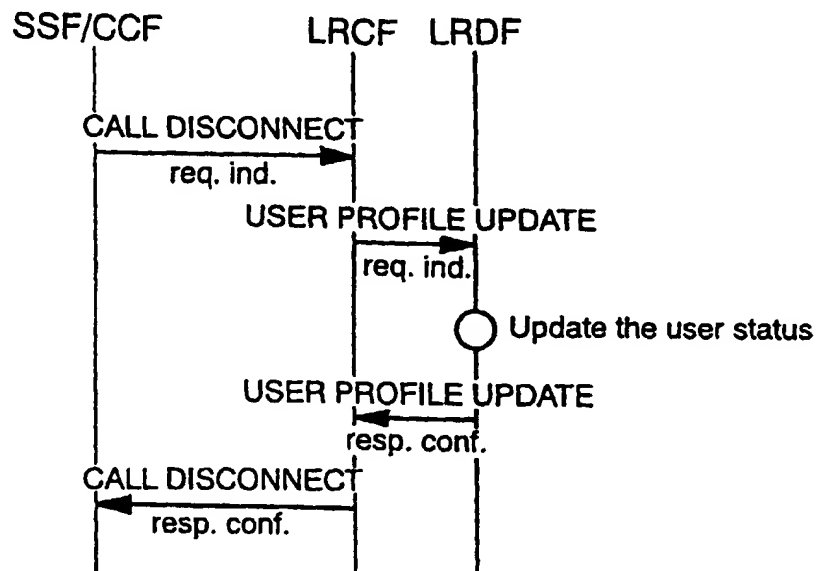 SSF/CCF LRCF LRDF
CALL DISCONNECT
req. ind.
USER PROFILE UPDATE
req. ind.
Update the user status
USER PROFILE UPDATE
resp. conf.
CALL DISCONNECT
resp. conf.